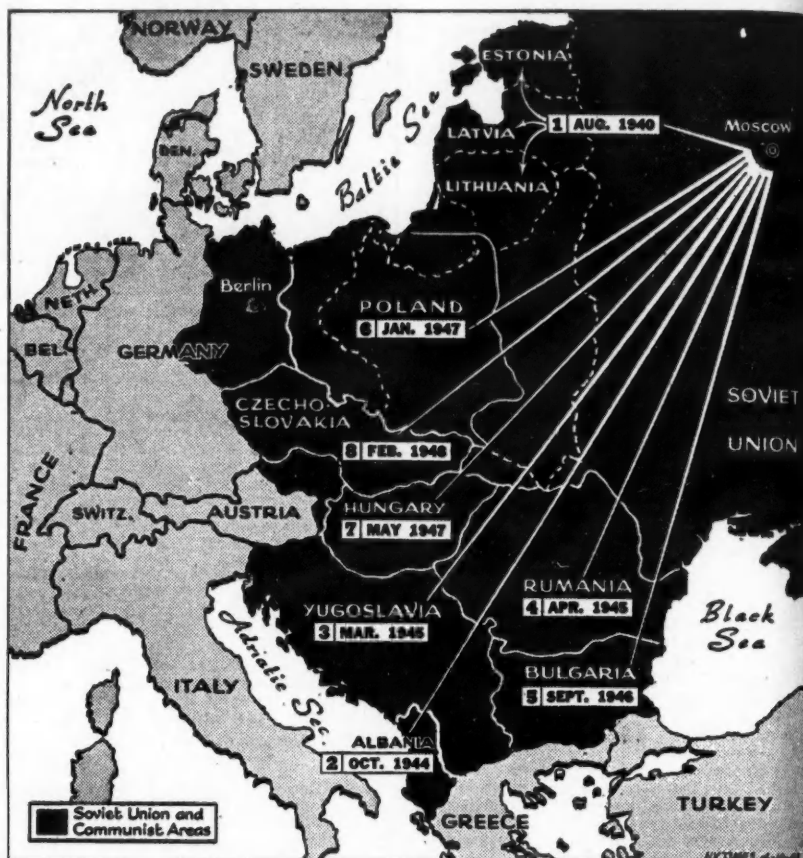 NORWAY
SWEDEN
North
Sea
DEN.
Baltic Sea
ESTONIA
1 AUG. 1940
LATVIA
MOSCOW
LITHUANIA
NETH.
Berlin
POLAND
6 JAN. 1947
BEL.
GERMANY
CZECHO-
SLOVAKIA
8 FEB. 1948
SOVIET
UNION
FRANCE
SWITZ.
AUSTRIA
HUNGARY
7 MAY 1947
YUGOSLAVIA
3 MAR. 1945
RUMANIA
4 APR. 1945
Black
Sea
Adriatic Sea
ITALY
BULGARIA
5 SEPT. 1946
ALBANIA
2 OCT. 1944
Soviet Union and
Communist Areas
GREECE
TURKEY